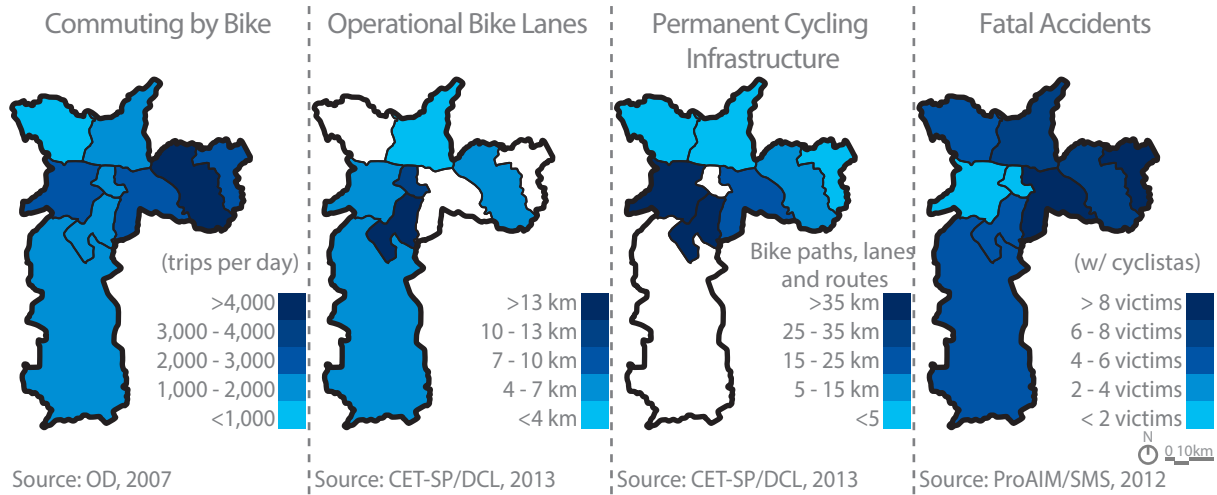 Commuting by Bike
(trips per day)
>4,000
3,000 - 4,000
2,000 - 3,000
1,000 - 2,000
<1,000
Source: OD, 2007
Operational Bike Lanes
>13 km
10 - 13 km
7 - 10 km
4 - 7 km
<4 km
Source: CET-SP/DCL, 2013
Permanent Cycling
Infrastructure
Bike paths, lanes
and routes
>35 km
25 - 35 km
15 - 25 km
5 - 15 km
<5
Source: CET-SP/DCL, 2013
Fatal Accidents
(w/ cyclistas)
> 8 victims
6-8 victims
4 - 6 victims
2 - 4 victims
< 2 victims
N
0 10km
Source: ProAIM/SMS, 2012